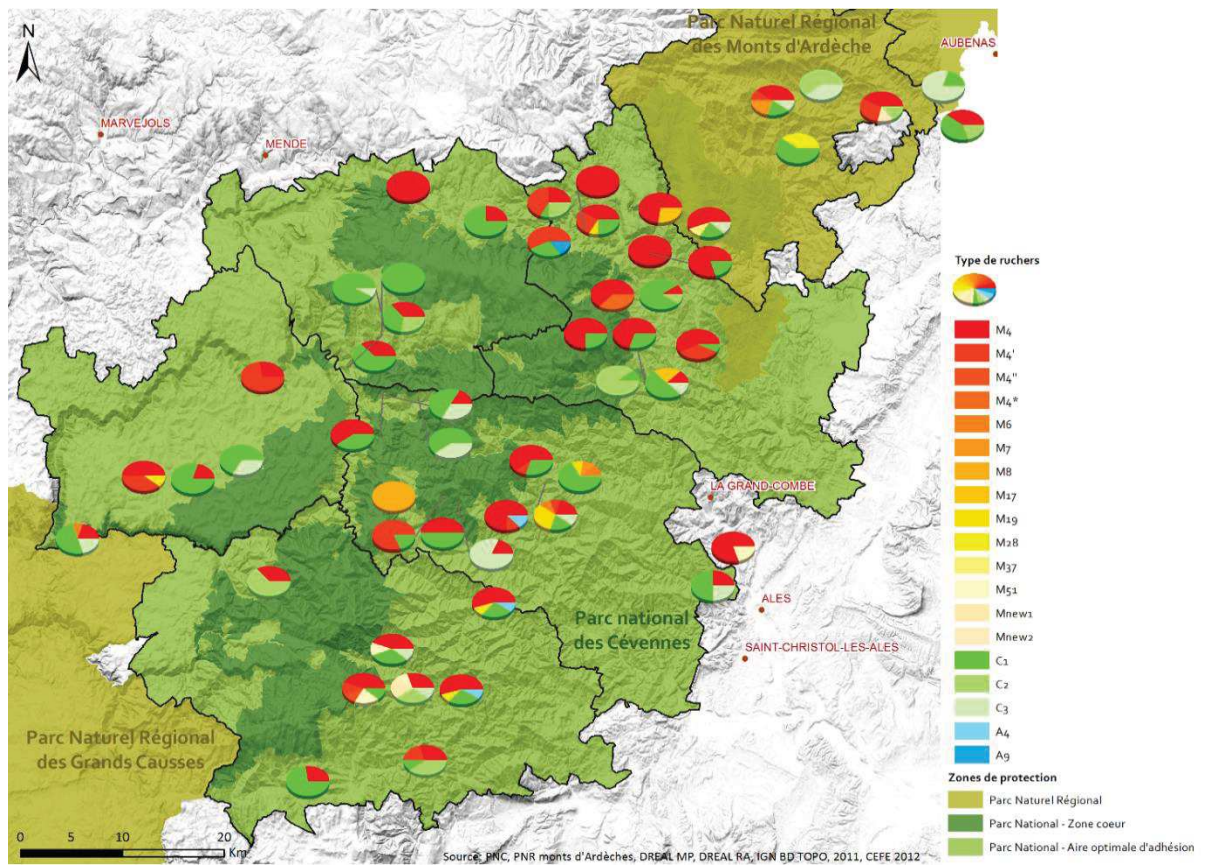 N
Parc Naturel Régional
des Monts d'Ardèche
AUBENAS
MARVEJOLS
MENDE
LA GRAND-COMBE
ALES
Parc national
des Cévennes
SAINT-CHRISTOL-LES-ALES
Parc Naturel Régional
des Grands Causses
0 5 10 20
Km
Source: PNC, PNR monts d'Ardèches, DREAL MP, DREAL RA, IGN BD TOPO, 2011, CEFE 2012
Type de ruchers
M4
M4'
M4"
M4*
M6
M7
M8
M17
M19
M28
M37
M51
Mnew1
Mnew2
C1
C2
C3
A4
A9
Zones de protection
Parc Naturel Régional
Parc National - Zone coeur
Parc National - Aire optimale d'adhésion